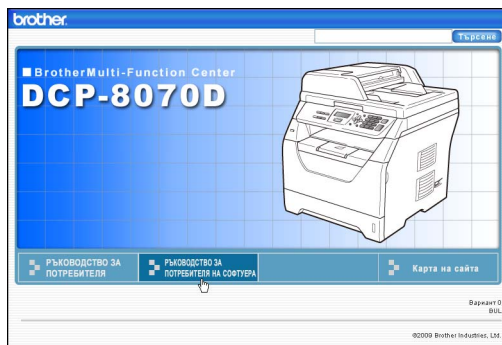 brother
Търсене
BrotherMulti-Function Center
DCP-8070D
РЪКОВОДСТВО ЗА
ПОТРЕБИТЕЛЯ
РЪКОВОДСТВО ЗА
ПОТРЕБИТЕЛЯ НА СОФТУЕРА
Карта на сайта
Вариант 0
BUL
©2009 Brother Industries, Ltd.